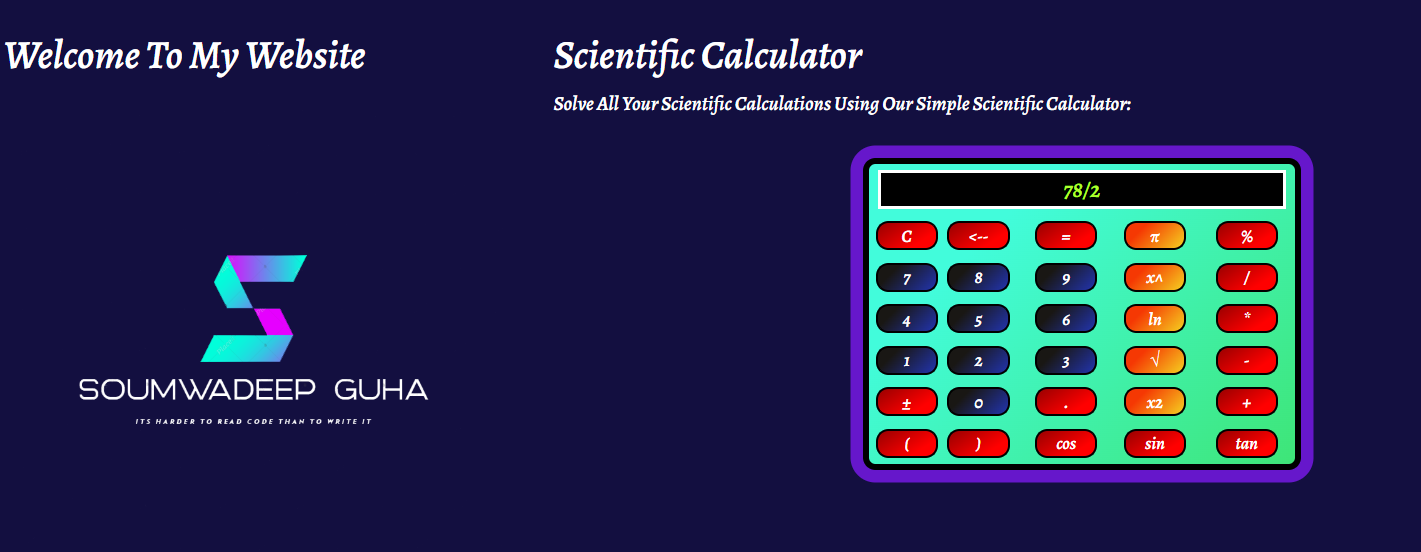 Welcome To My Website
Scientific Calculator
Solve All Your Scientific Calculations Using Our Simple Scientific Calculator:
78/2
C <-- = π %
7 8 9 x^ /
4 5 6 ln *
1 2 3 √ -
± 0 . x2 +
( ) cos sin tan
SOUMWADEEP GUHA
ITS HARDER TO READ CODE THAN TO WRITE IT